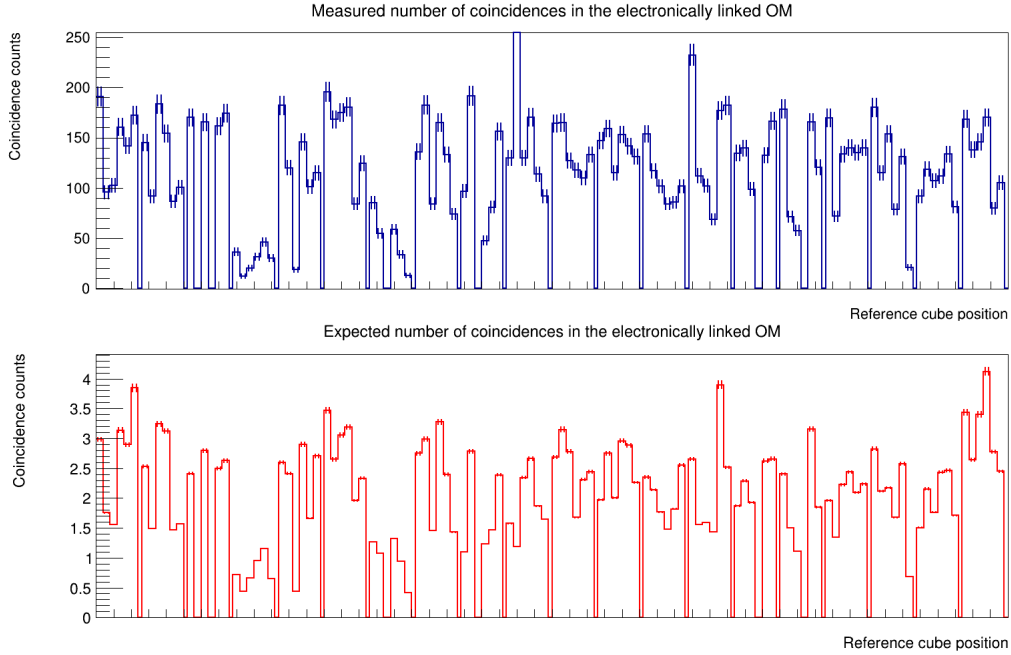 Measured number of coincidences in the electronically linked OM
Coincidence counts
250
200
150
100
50
0
Reference cube position
Expected number of coincidences in the electronically linked OM
Coincidence counts
4
3.5
3
2.5
2
1.5
1
0.5
0
Reference cube position